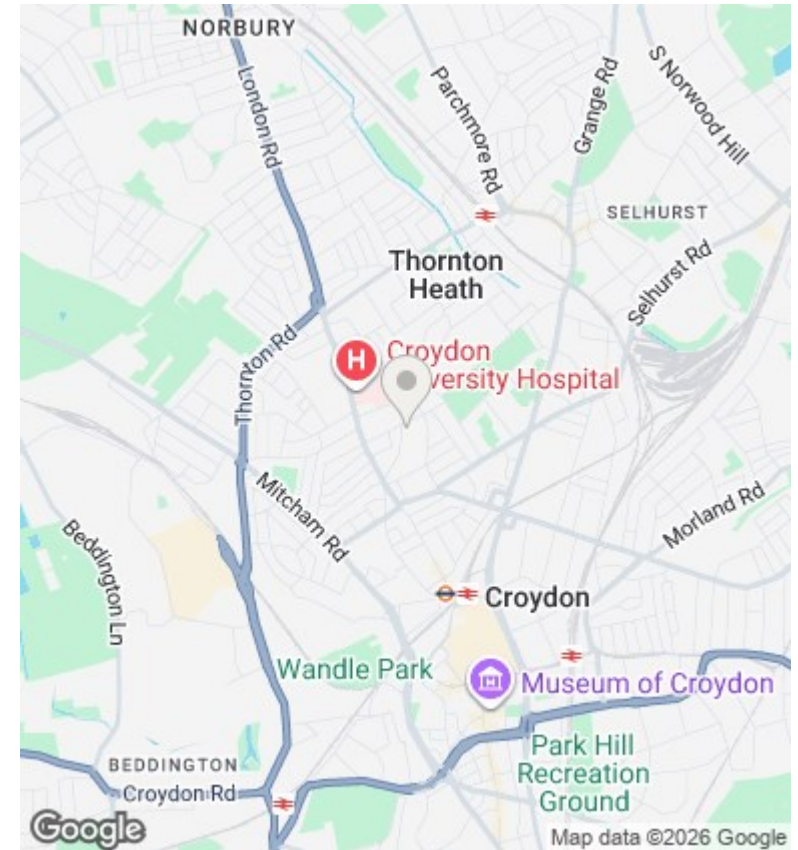 NORBURY
London Rd
Parchmore Rd
Grange Rd
S Norwood Hill
SELHURST
Thornton
Heath
Selhurst Rd
Thornton Rd
H
Croydon
versity Hospital
Mitcham Rd
Morland Rd
Beddington Ln
Croydon
Wandle Park
Museum of Croydon
Park Hill
Recreation
Ground
BEDDINGTON
Croydon Rd
Google
Map data ©2026 Google